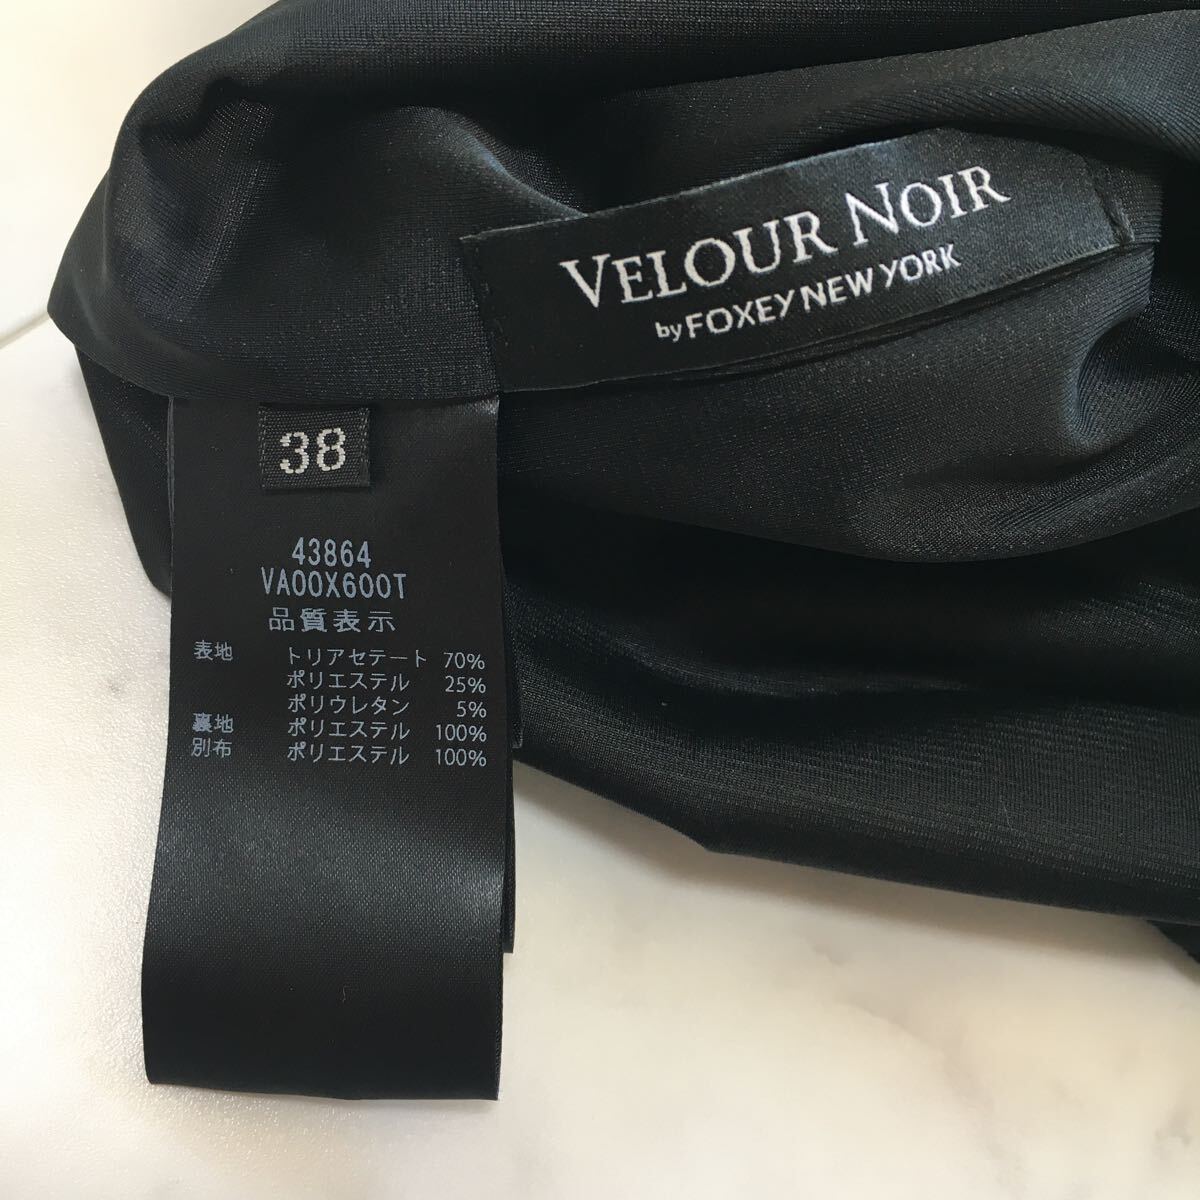 VELOUR NOIR
by FOXEY NEW YORK
38
43864
VA00X600T
品質表示
表地 トリアセテート 70%
ポリエステル 25%
ポリウレタン 5%
裏地 ポリエステル 100%
別布 ポリエステル 100%